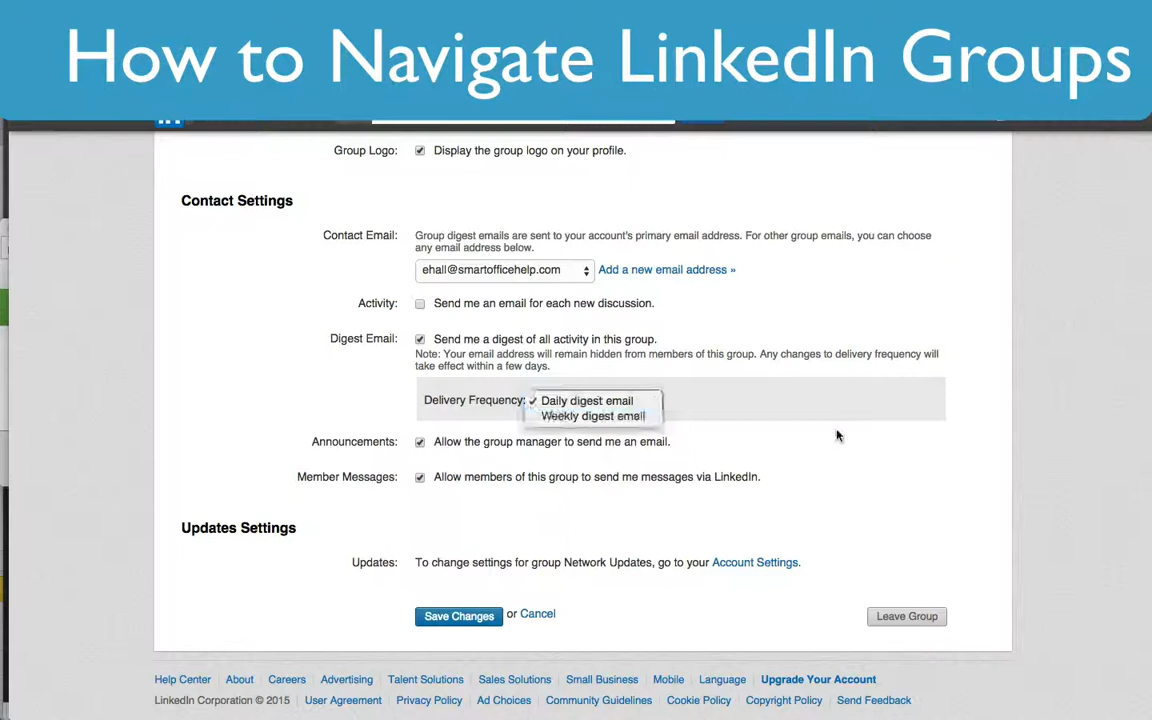 How to Navigate LinkedIn Groups
Group Logo: Display the group logo on your profile.
Contact Settings
Contact Email: Group digest emails are sent to your account's primary email address. For other group emails, you can choose
any email address below.
ehall@smartofficehelp.com Add a new email address »
Activity: Send me an email for each new discussion.
Digest Email: Send me a digest of all activity in this group.
Note: Your email address will remain hidden from members of this group. Any changes to delivery frequency will
take effect within a few days.
Delivery Frequency: ✓ Daily digest email
Weekly digest email
Announcements: Allow the group manager to send me an email.
Member Messages: Allow members of this group to send me messages via LinkedIn.
Updates Settings
Updates: To change settings for group Network Updates, go to your Account Settings.
Save Changes or Cancel Leave Group
Help Center About Careers Advertising Talent Solutions Sales Solutions Small Business Mobile Language Upgrade Your Account
LinkedIn Corporation © 2015 User Agreement Privacy Policy Ad Choices Community Guidelines Cookie Policy Copyright Policy Send Feedback